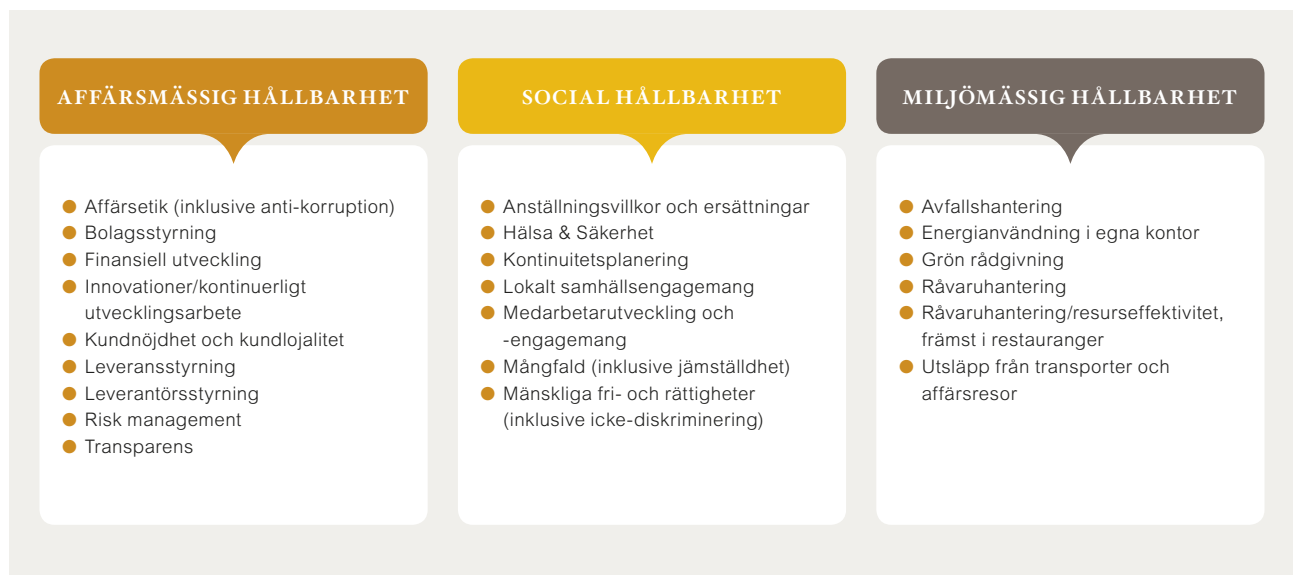 AFFÄRSMÄSSIG HÅLLBARHET
Affärsetik (inklusive anti-korruption)
Bolagsstyrning
Finansiell utveckling
Innovationer/kontinuerligt
utvecklingsarbete
Kundnöjdhet och kundlojalitet
Leveransstyrning
Leverantörsstyrning
Risk management
Transparens
SOCIAL HÅLLBARHET
Anställningsvillkor och ersättningar
Hälsa & Säkerhet
Kontinuitetsplanering
Lokalt samhällsengagemang
Medarbetarutveckling och
-engagemang
Mångfald (inklusive jämställdhet)
Mänskliga fri- och rättigheter
(inklusive icke-diskriminering)
MILJÖMÄSSIG HÅLLBARHET
Avfallshantering
Energianvändning i egna kontor
Grön rådgivning
Råvaruhantering
Råvaruhantering/resurseffektivitet,
främst i restauranger
Utsläpp från transporter och
affärsresor